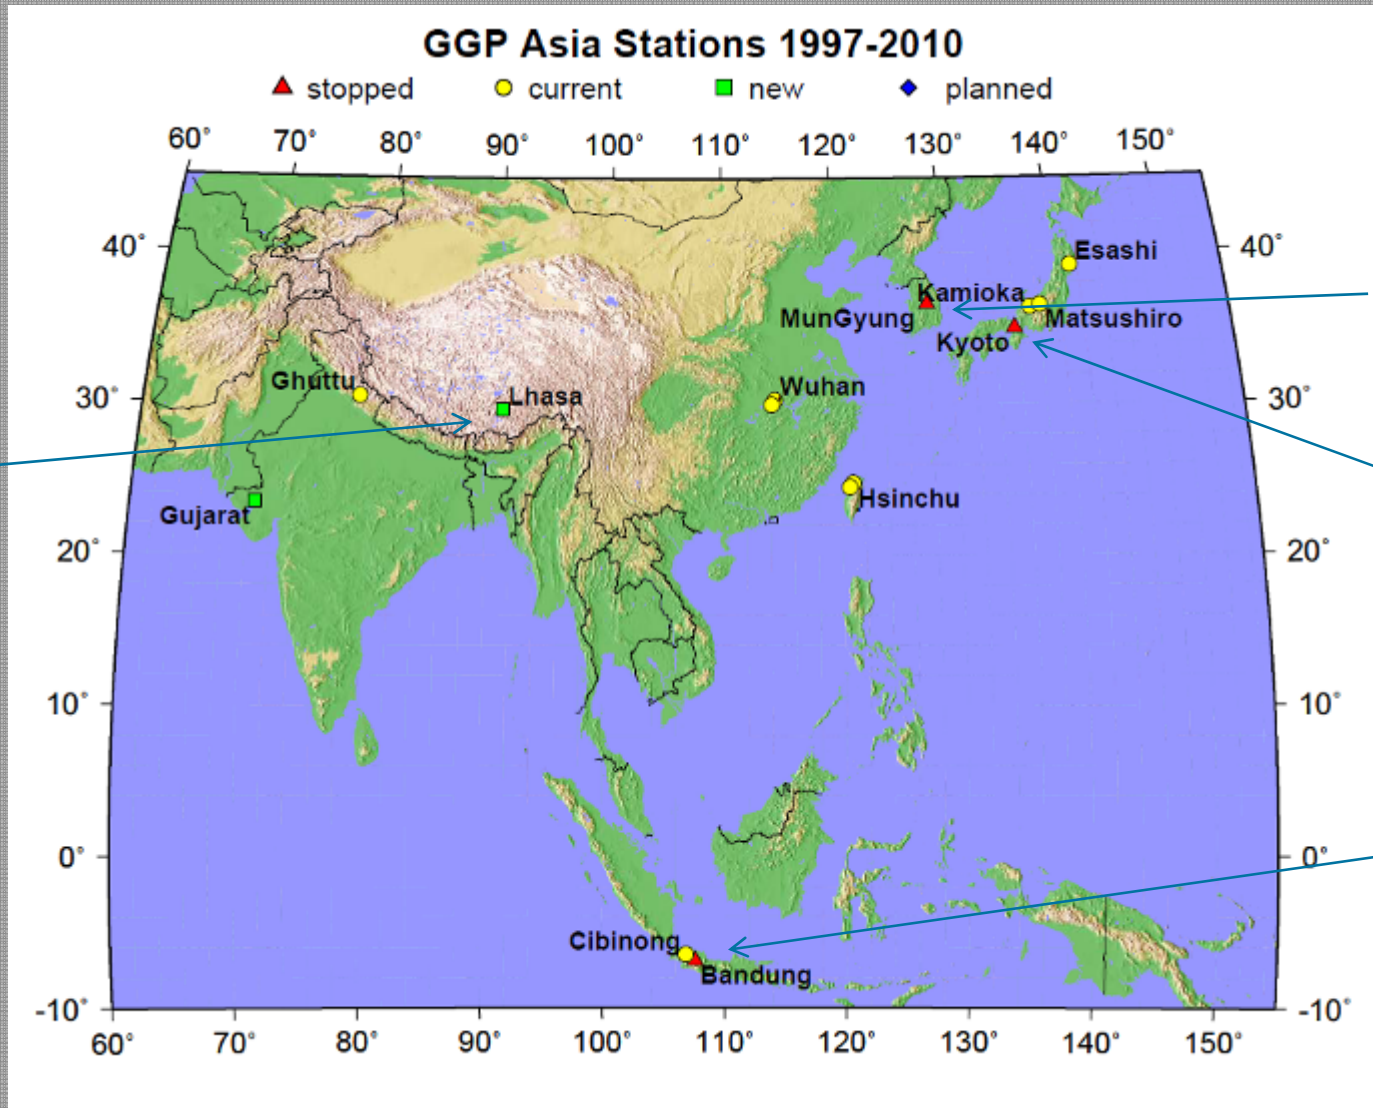 GGP Asia Stations 1997-2010
stopped current new planned
60° 70° 80° 90° 100° 110° 120° 130° 140° 150°
40° 40°
Esashi
Kamioka
MunGyung Matsushiro
Kyoto
Ghuttu Wuhan
30° Lhasa 30°
Gujarat Hsinchu
20° 20°
10° 10°
0° 0°
Cibinong
Bandung
-10° -10°
60° 70° 80° 90° 100° 110° 120° 130° 140° 150°